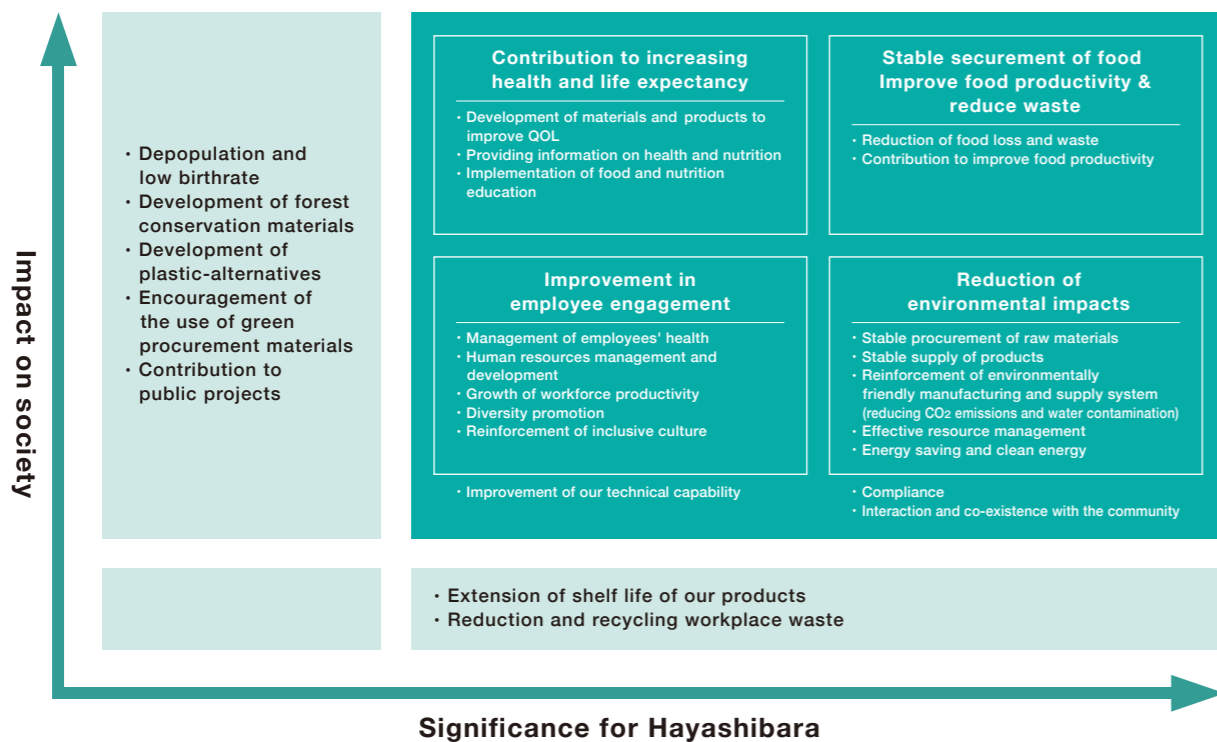 Impact on society
· Depopulation and
low birthrate
· Development of forest
conservation materials
· Development of
plastic-alternatives
· Encouragement of
the use of green
procurement materials
· Contribution to
public projects
Contribution to increasing
health and life expectancy
· Development of materials and products to
improve QOL
· Providing information on health and nutrition
· Implementation of food and nutrition
education
Stable securement of food
Improve food productivity &
reduce waste
· Reduction of food loss and waste
· Contribution to improve food productivity
Improvement in
employee engagement
· Management of employees' health
· Human resources management and
development
· Growth of workforce productivity
· Diversity promotion
· Reinforcement of inclusive culture
· Improvement of our technical capability
Reduction of
environmental impacts
· Stable procurement of raw materials
· Stable supply of products
· Reinforcement of environmentally
friendly manufacturing and supply system
(reducing CO2 emissions and water contamination)
· Effective resource management
· Energy saving and clean energy
· Compliance
· Interaction and co-existence with the community
· Extension of shelf life of our products
· Reduction and recycling workplace waste
Significance for Hayashibara